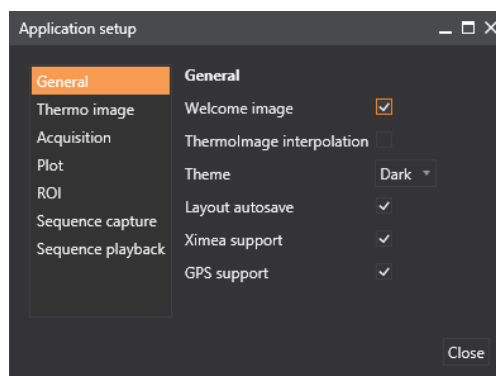 Application setup
General
Thermo image
Acquisition
Plot
ROI
Sequence capture
Sequence playback
General
Welcome image
ThermoImage interpolation
Theme
Dark
Layout autosave
Ximea support
GPS support
Close